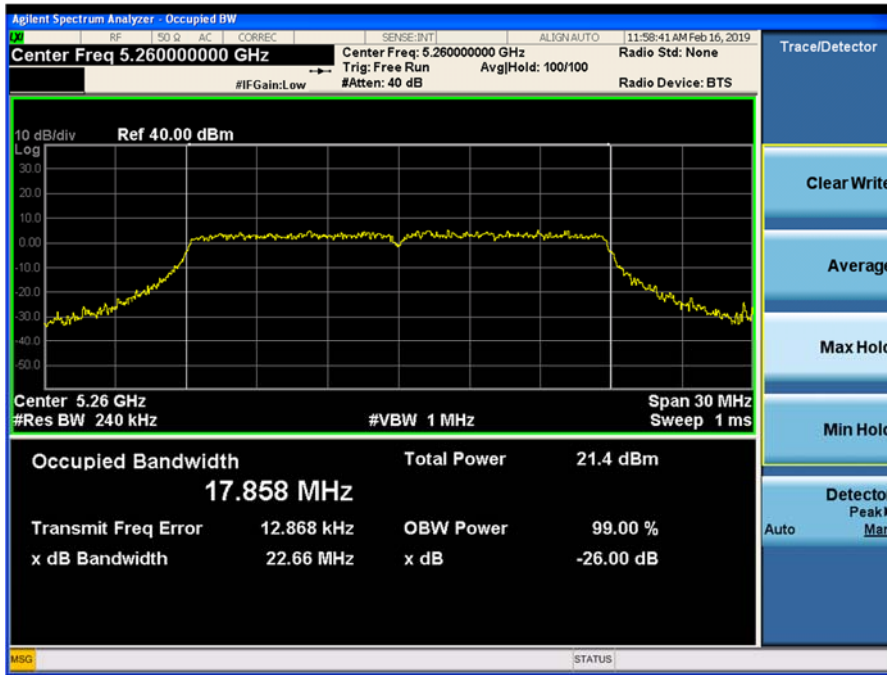 Agilent Spectrum Analyzer - Occupied BW
LXI RF 50 Ω AC CORREC SENSE:INT ALIGN AUTO 11:58:41 AM Feb 16, 2019
Center Freq 5.260000000 GHz
Center Freq: 5.260000000 GHz Radio Std: None
Trig: Free Run Avg|Hold: 100/100
#IFGain:Low #Atten: 40 dB Radio Device: BTS
Trace/Detector
10 dB/div Ref 40.00 dBm
Log
30.0
20.0
10.0
0.00
-10.0
-20.0
-30.0
-40.0
-50.0
Center 5.26 GHz Span 30 MHz
#Res BW 240 kHz #VBW 1 MHz Sweep 1 ms
Occupied Bandwidth Total Power 21.4 dBm
17.858 MHz
Transmit Freq Error 12.868 kHz OBW Power 99.00 %
x dB Bandwidth 22.66 MHz x dB -26.00 dB
Clear Write
Average
Max Hold
Min Hold
Detector
Peak
Auto Man
MSG STATUS